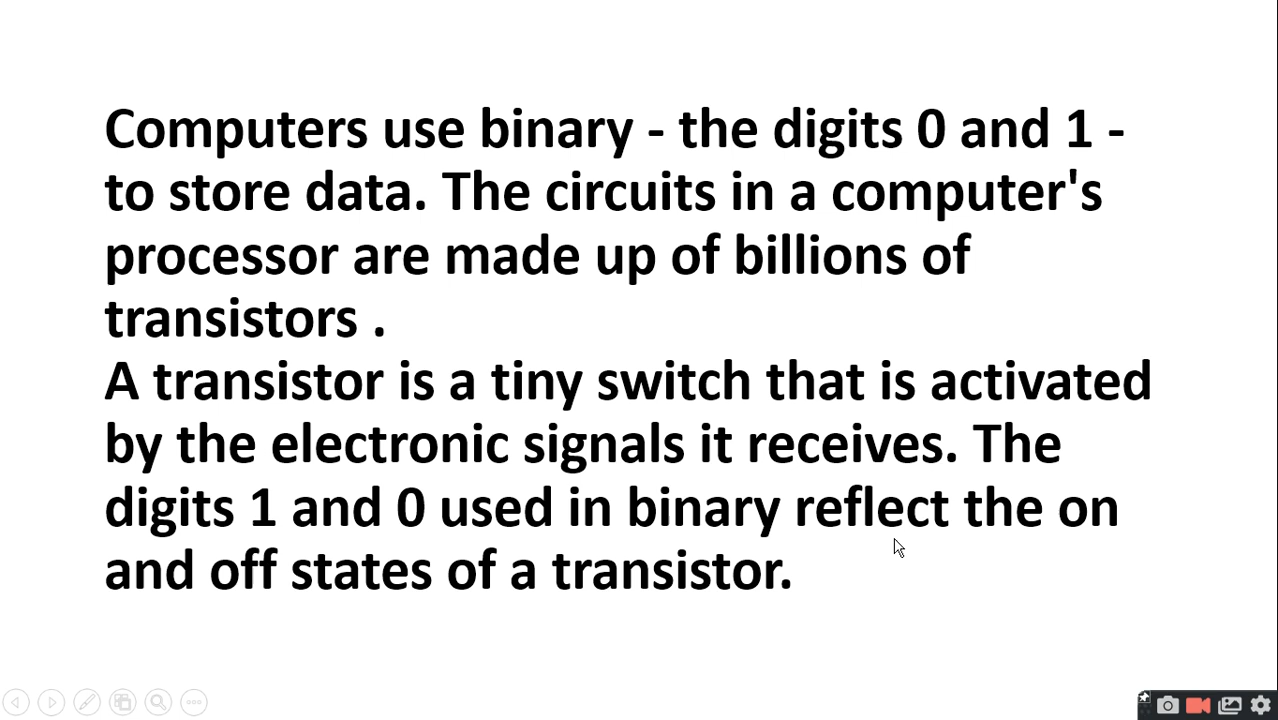 Computers use binary - the digits 0 and 1 -
to store data. The circuits in a computer's
processor are made up of billions of
transistors .
A transistor is a tiny switch that is activated
by the electronic signals it receives. The
digits 1 and 0 used in binary reflect the on
and off states of a transistor.